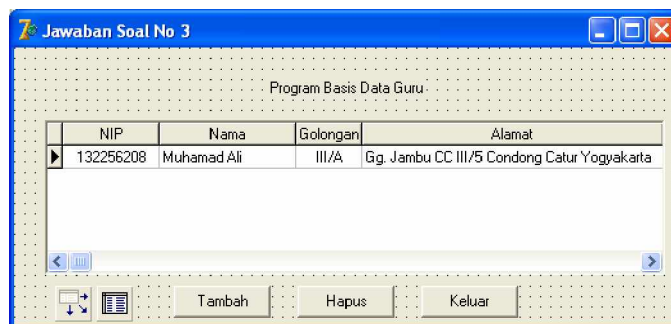 Jawaban Soal No 3
Program Basis Data Guru
NIP Nama Golongan Alamat
132256208 Muhamad Ali III/A Gg. Jambu CC III/5 Condong Catur Yogyakarta
Tambah Hapus Keluar